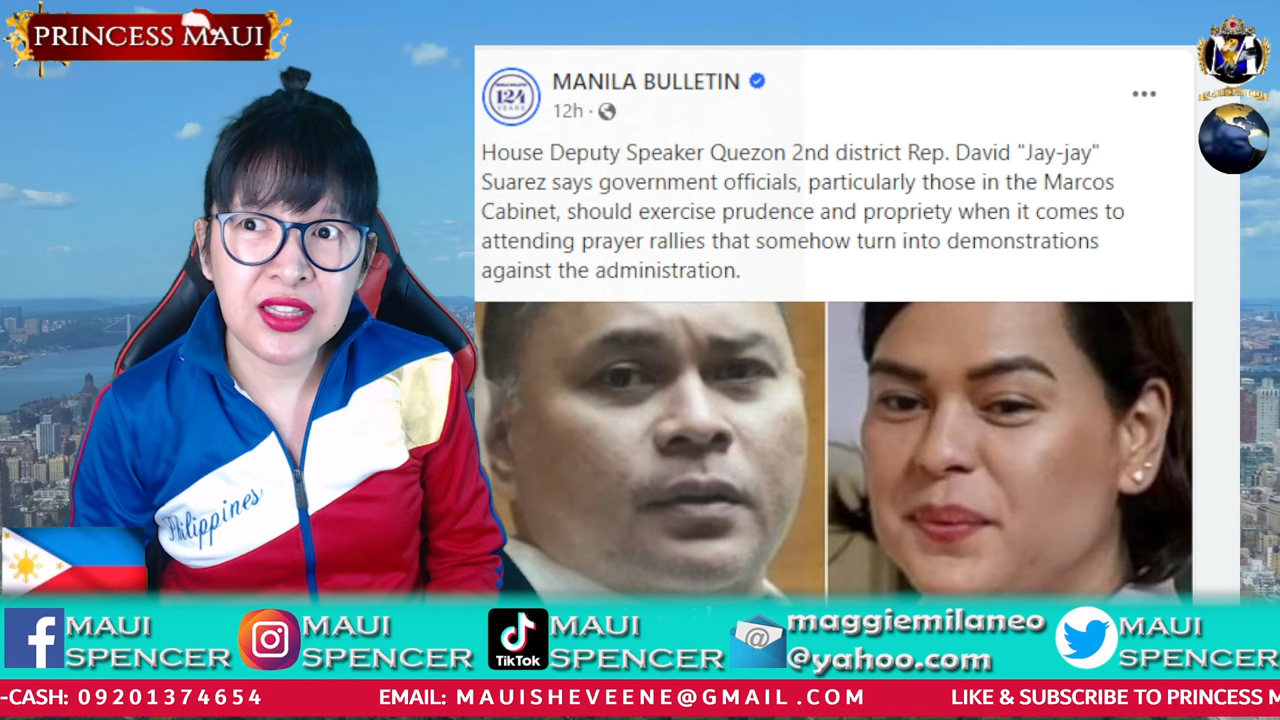 PRINCESS MAUI
MANILA BULLETIN
124
YEARS
12h ·
House Deputy Speaker Quezon 2nd district Rep. David "Jay-jay"
Suarez says government officials, particularly those in the Marcos
Cabinet, should exercise prudence and propriety when it comes to
attending prayer rallies that somehow turn into demonstrations
against the administration.
Philippines
MAUI
SPENCER
MAUI
SPENCER
TikTok
MAUI
SPENCER
maggiemilaneo
@yahoo.com
MAUI
SPENCER
-CASH: 09201374654 EMAIL: MAUISHEVEENE@GMAIL.COM LIKE & SUBSCRIBE TO PRINCESS M